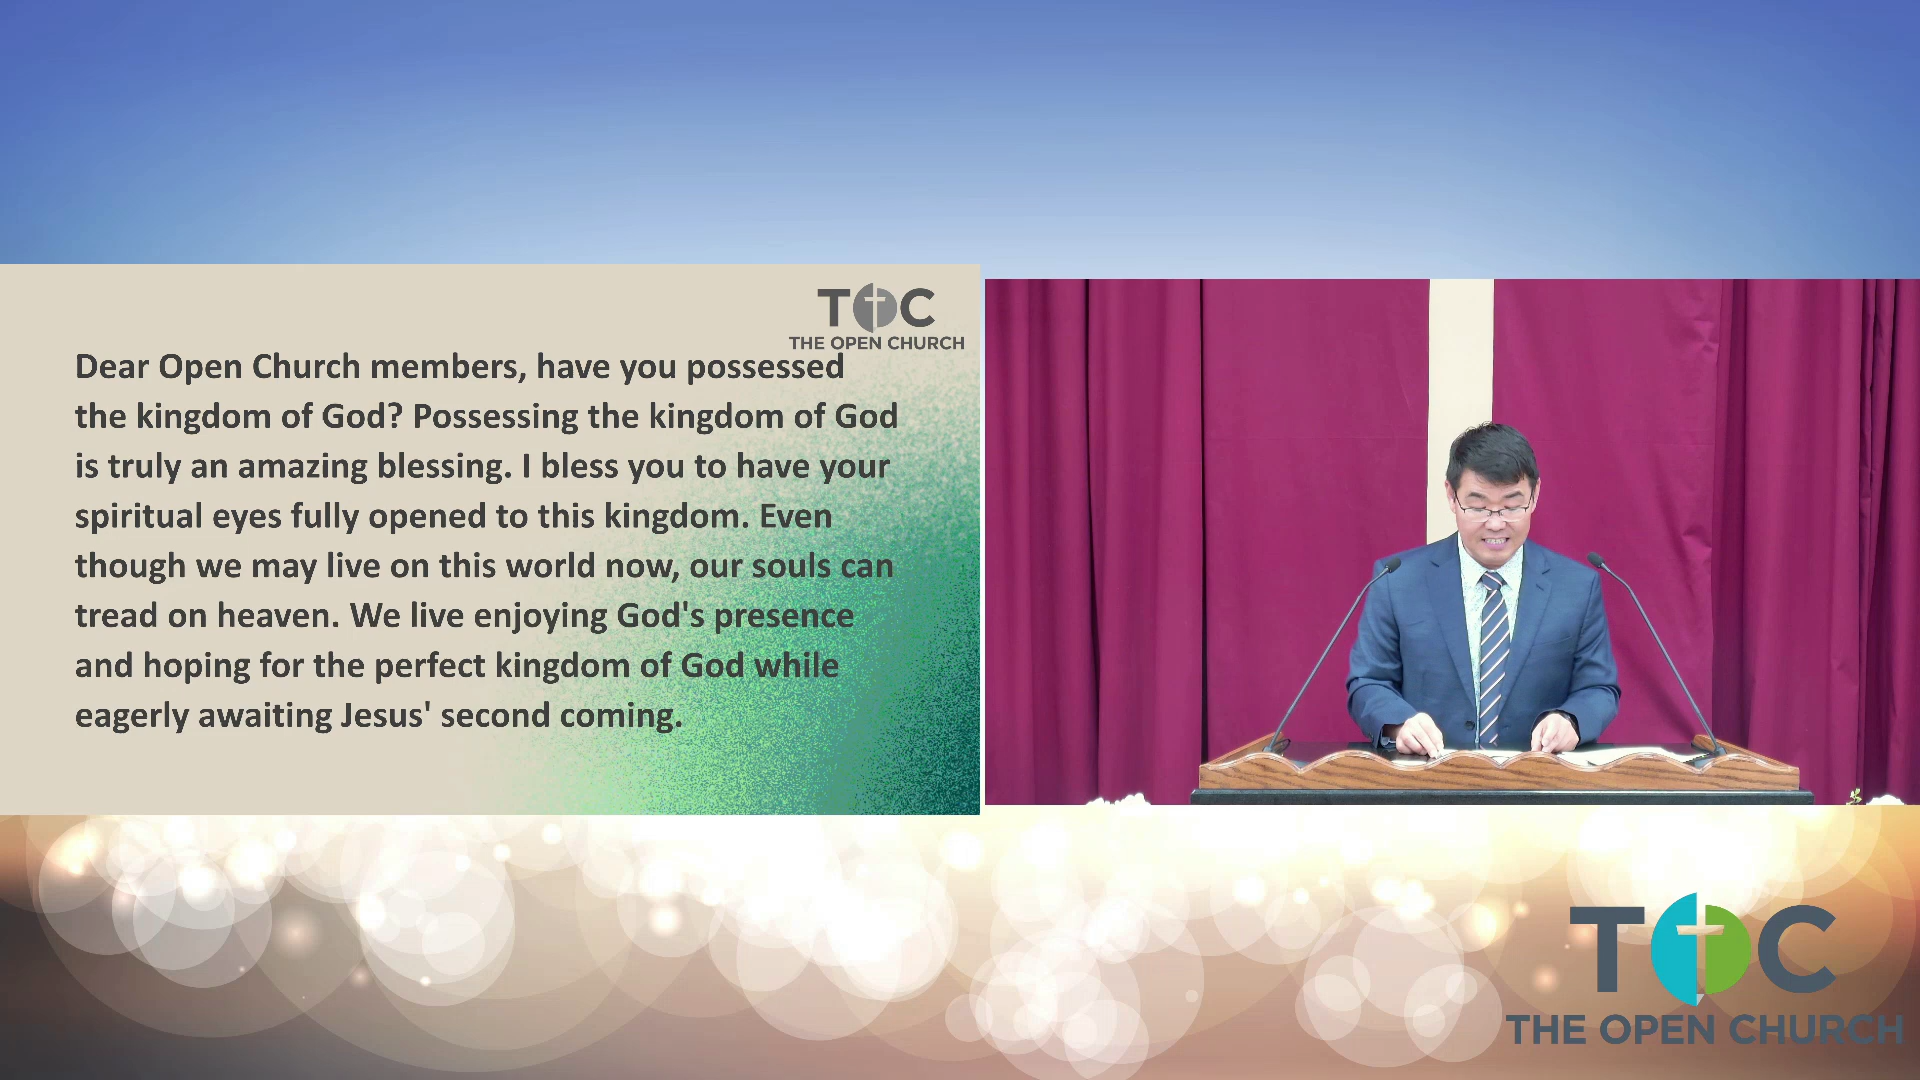 TOC
THE OPEN CHURCH
Dear Open Church members, have you possessed
the kingdom of God? Possessing the kingdom of God
is truly an amazing blessing. I bless you to have your
spiritual eyes fully opened to this kingdom. Even
though we may live on this world now, our souls can
tread on heaven. We live enjoying God's presence
and hoping for the perfect kingdom of God while
eagerly awaiting Jesus' second coming.
TOC
THE OPEN CHURCH